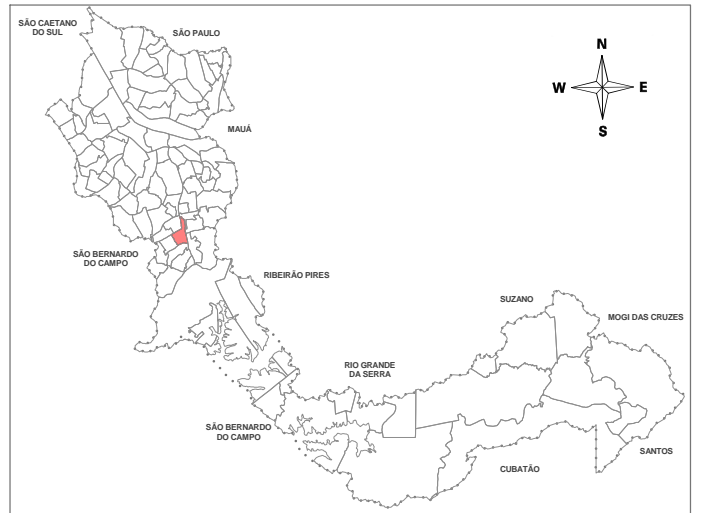 SÃO CAETANO
DO SUL
SÃO PAULO
N
W
E
S
MAUÁ
SÃO BERNARDO
DO CAMPO
RIBEIRÃO PIRES
SUZANO
MOGI DAS CRUZES
RIO GRANDE
DA SERRA
SÃO BERNARDO
DO CAMPO
SANTOS
CUBATÃO